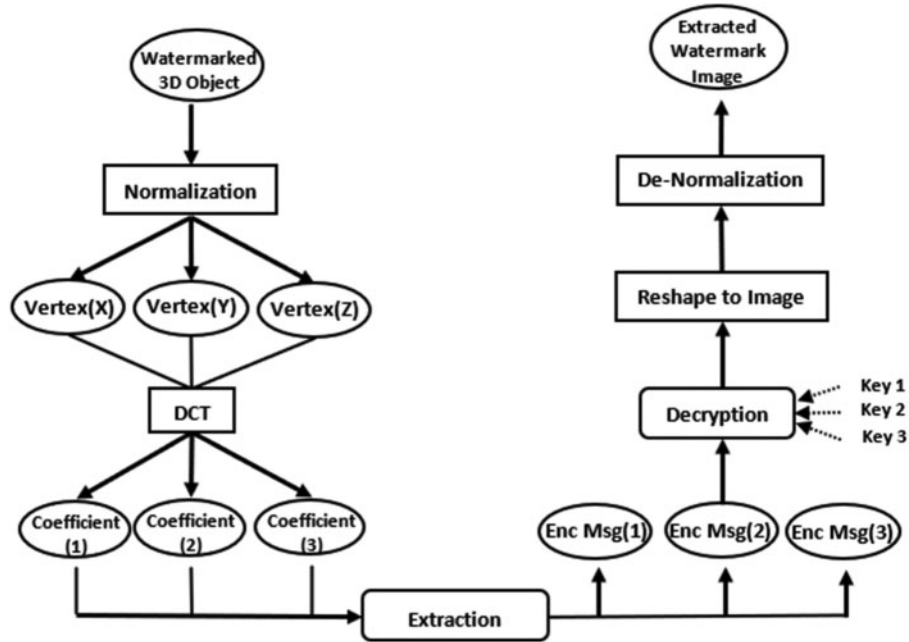 Watermarked
3D Object
Normalization
Vertex(X)
Vertex(Y)
Vertex(Z)
DCT
Coefficient
(1)
Coefficient
(2)
Coefficient
(3)
Extraction
Enc Msg(1)
Enc Msg(2)
Enc Msg(3)
Decryption
Key 1
Key 2
Key 3
Reshape to Image
De-Normalization
Extracted
Watermark
Image